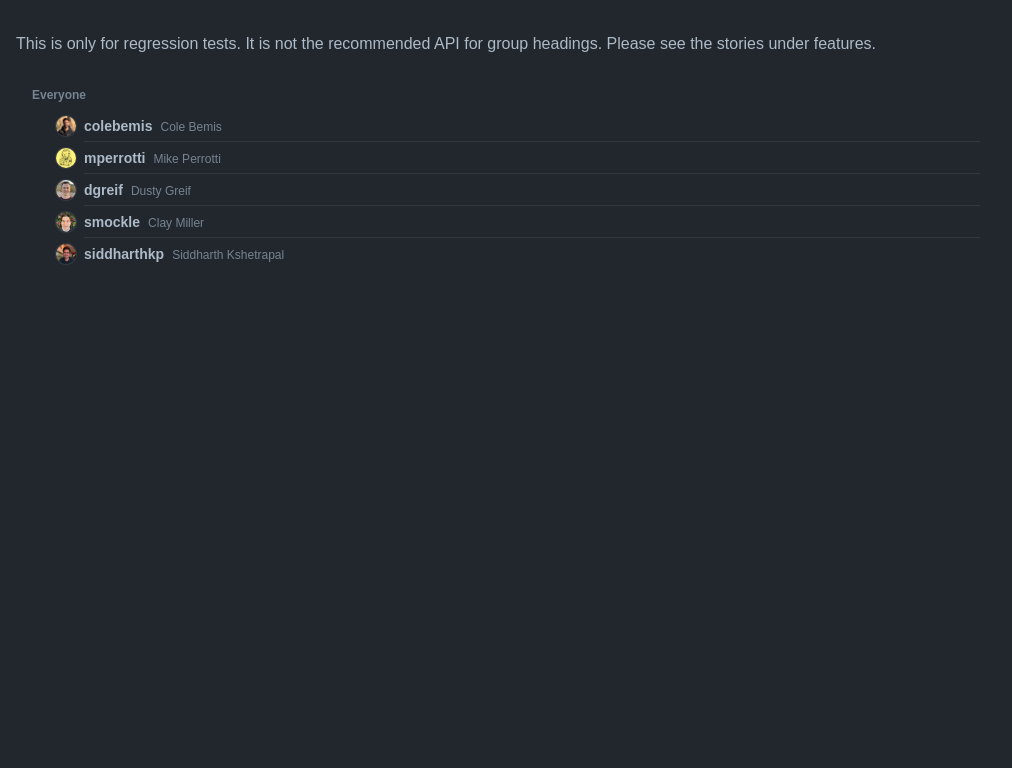 This is only for regression tests. It is not the recommended API for group headings. Please see the stories under features.
Everyone
colebemis Cole Bemis
mperrotti Mike Perrotti
dgreif Dusty Greif
smockle Clay Miller
siddharthkp Siddharth Kshetrapal